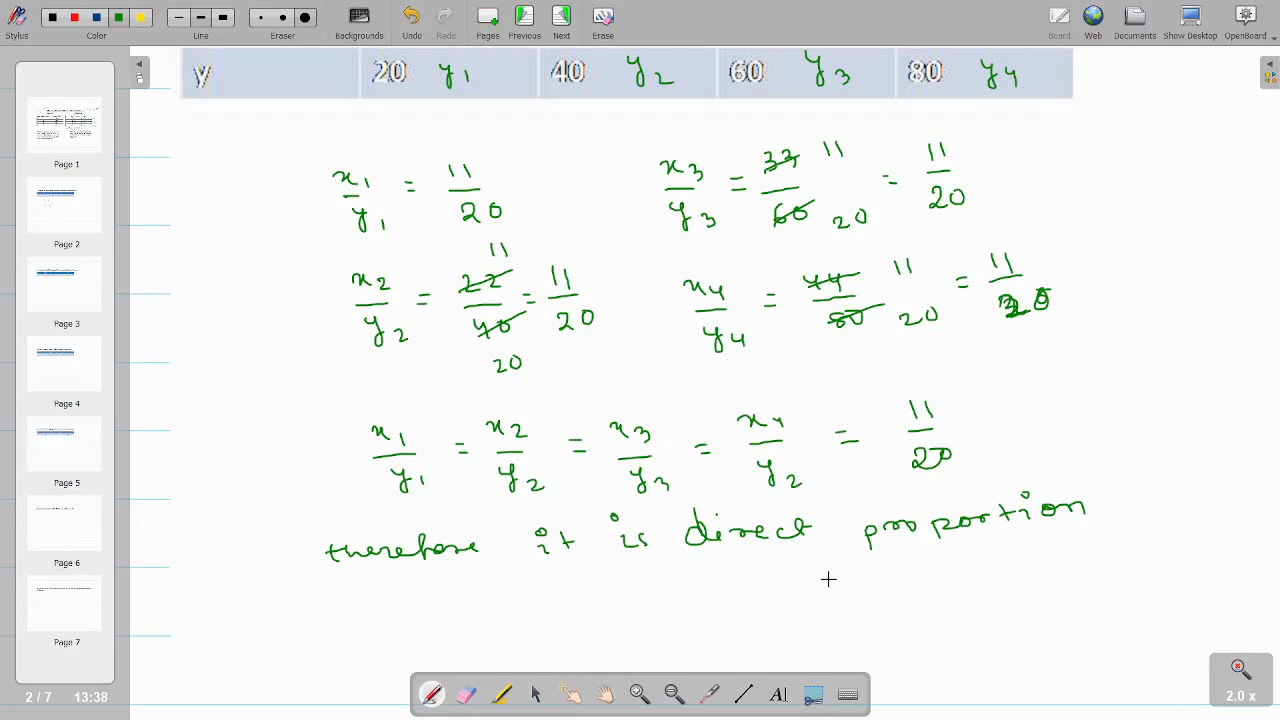 Stylus Color Line Eraser Backgrounds Undo Redo Pages Previous Next Erase Board Web Documents Show Desktop OpenBoard
y 20 y1 40 y2 60 y3 80 y4
x1/y1 = 11/20 x3/y3 = 33/60 11 20 = 11/20
x2/y2 = 22/40 11 20 = 11/20 x4/y4 = 44/80 11 20 = 11/20
x1/y1 = x2/y2 = x3/y3 = x4/y2 = 11/20
therefore it is direct proportion
Page 1
Page 2
Page 3
Page 4
Page 5
Page 6
Page 7
2 / 7 13:38
2.0 x